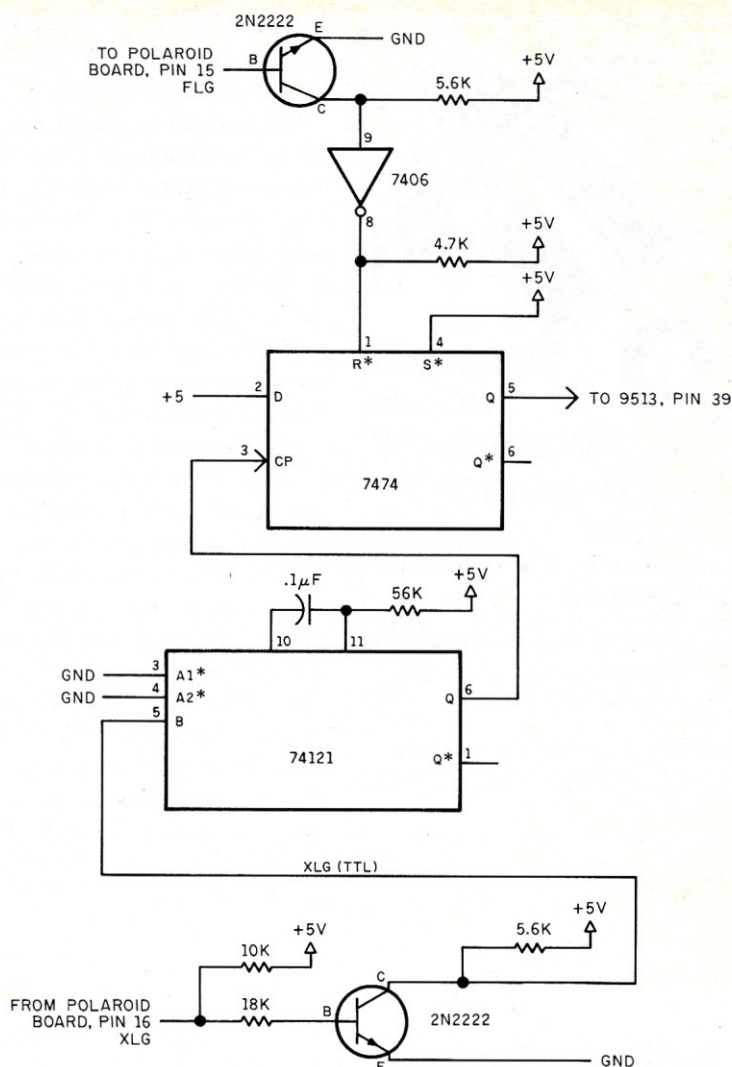 2N2222
E
GND
TO POLAROID
BOARD, PIN 15
FLG
B
C
5.6K
+5V
9
7406
8
4.7K
+5V
+5V
1
4
R*
S*
+5
2
D
Q
5
TO 9513, PIN 39
3
CP
Q*
6
7474
.1µF
56K
+5V
10
11
GND
3
A1*
GND
4
A2*
5
B
Q
6
74121
Q*
1
XLG (TTL)
+5V
10K
5.6K
+5V
FROM POLAROID
BOARD, PIN 16
XLG
18K
B
C
2N2222
E
GND